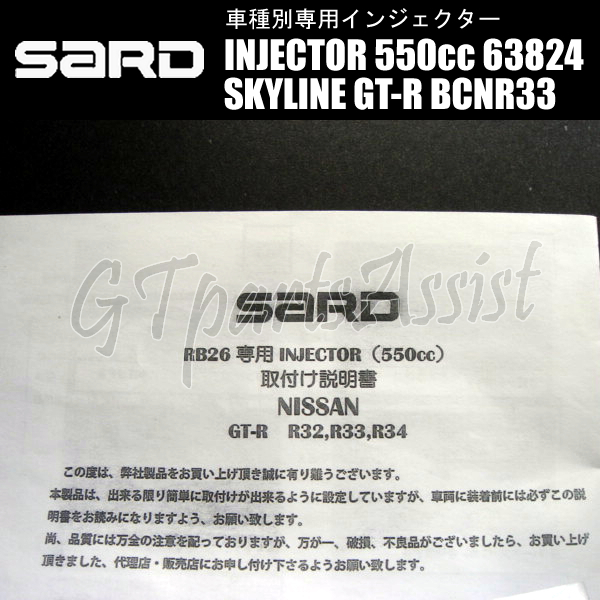 SARD
車種別専用インジェクター
INJECTOR 550cc 63824
SKYLINE GT-R BCNR33
GTpartsAssist
SARD
RB26 専用 INJECTOR（550cc）
取付け説明書
NISSAN
GT-R R32,R33,R34
この度は、弊社製品をお買い上げ頂き誠に有り難うございます。
本製品は、出来る限り簡単に取付けが出来るように設定していますが、車両に装着前には必ずこの説
明書をお読みになりますよう、お願い致します。
尚、品質には万全の注意を配っておりますが、万が一、破損、不良品がございましたら、お買い上げ
頂きました、代理店・販売店にお申し付け下さるようお願い致します。